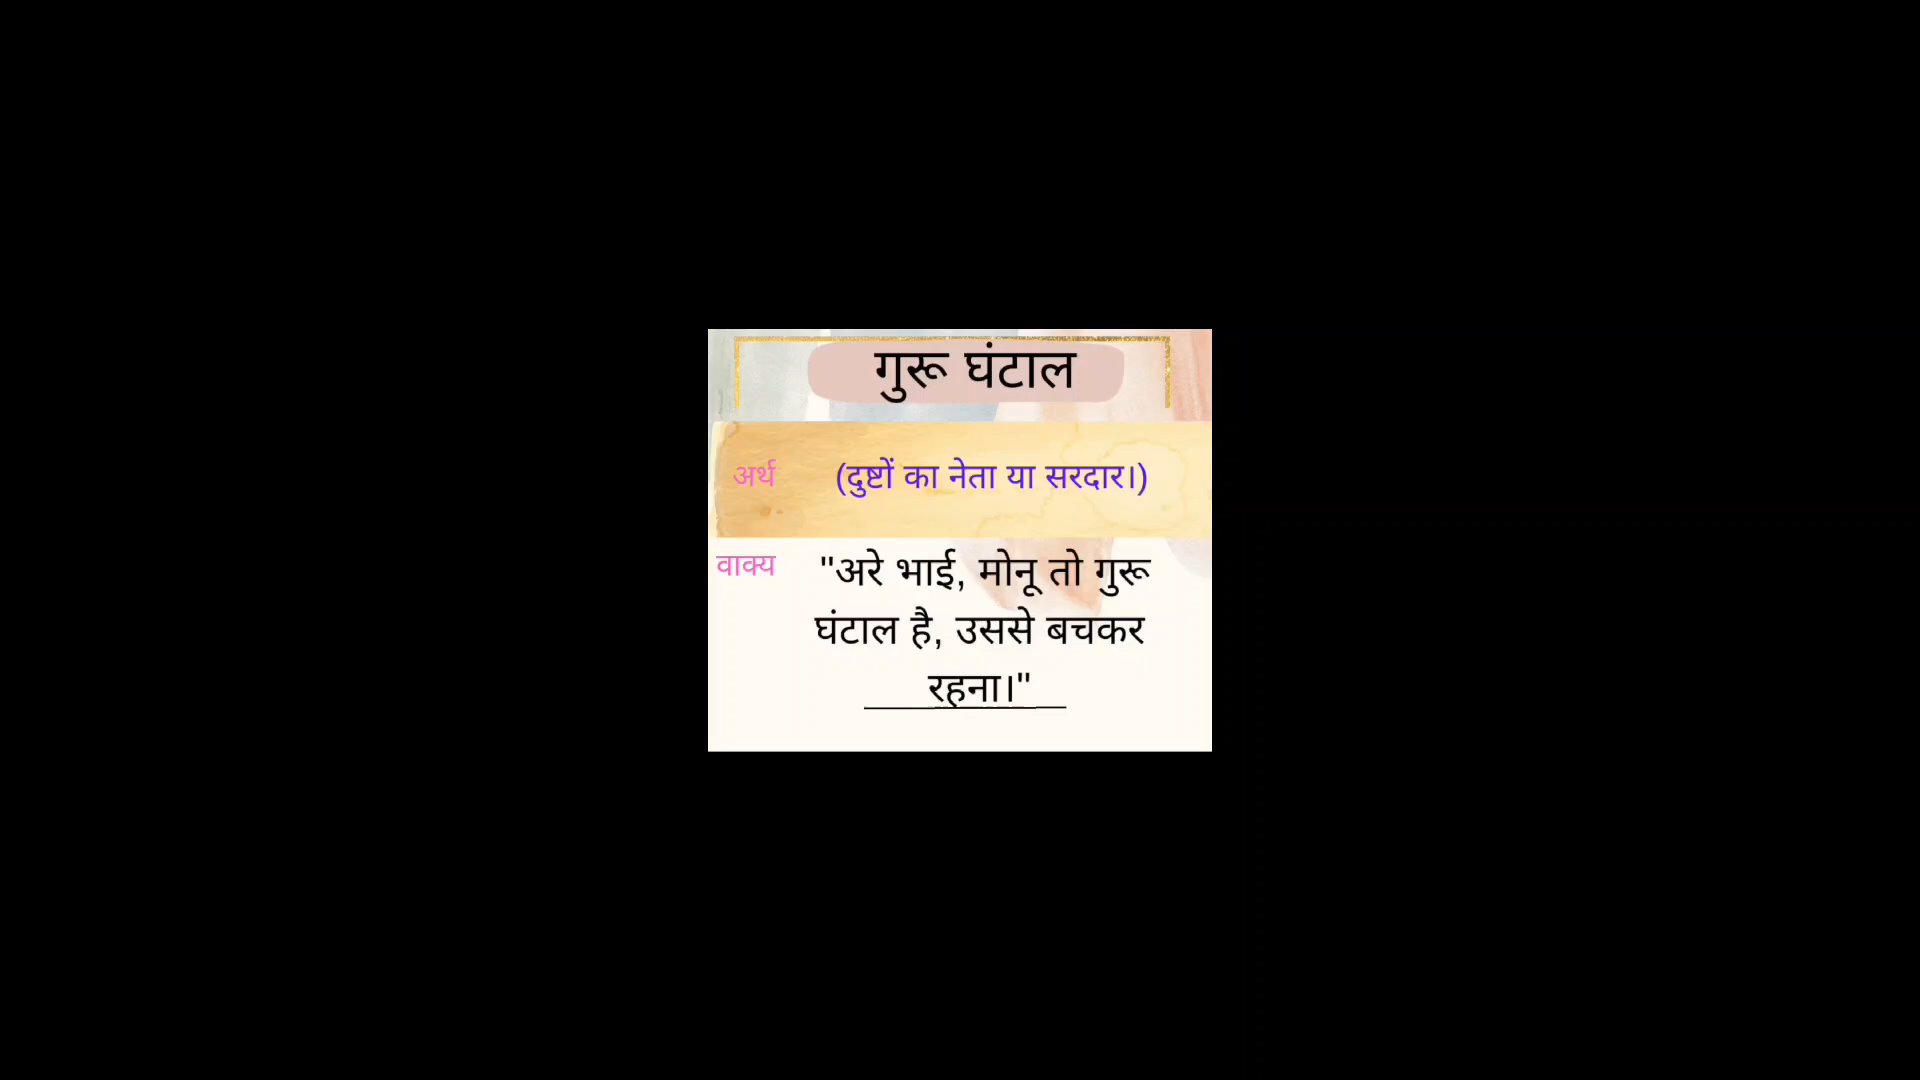 गुरू घंटाल
अर्थ (दुष्टों का नेता या सरदार।)
वाक्य "अरे भाई, मोनू तो गुरू
घंटाल है, उससे बचकर
रहना।"